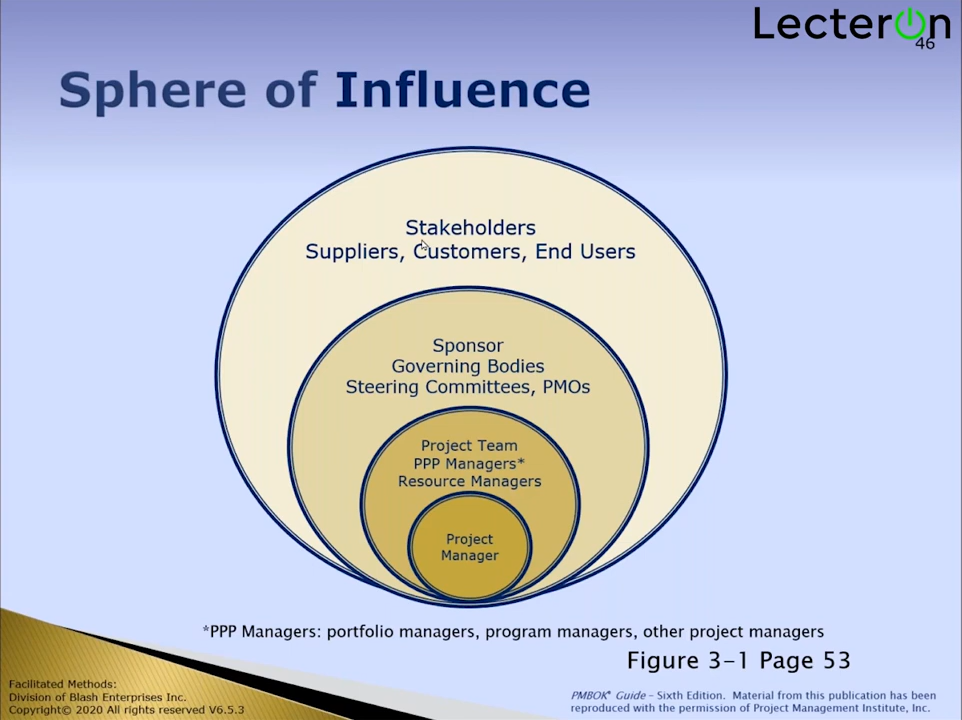 LecterOn
46
Sphere of Influence
Stakeholders
Suppliers, Customers, End Users
Sponsor
Governing Bodies
Steering Committees, PMOs
Project Team
PPP Managers*
Resource Managers
Project
Manager
*PPP Managers: portfolio managers, program managers, other project managers
Figure 3-1 Page 53
Facilitated Methods:
Division of Blash Enterprises Inc.
Copyright© 2020 All rights reserved V6.5.3
PMBOK® Guide – Sixth Edition. Material from this publication has been
reproduced with the permission of Project Management Institute, Inc.